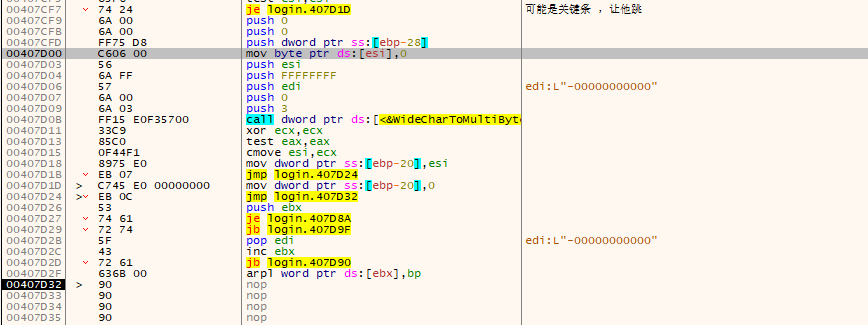 00407CF7 74 24 je login.407D1D 可能是关键条 ，让他跳
00407CF9 6A 00 push 0
00407CFB 6A 00 push 0
00407CFD FF75 D8 push dword ptr ss:[ebp-28]
00407D00 C606 00 mov byte ptr ds:[esi],0
00407D03 56 push esi
00407D04 6A FF push FFFFFFFF
00407D06 57 push edi edi:L"-00000000000"
00407D07 6A 00 push 0
00407D09 6A 03 push 3
00407D0B FF15 E0F35700 call dword ptr ds:[<&WideCharToMultiByte
00407D11 33C9 xor ecx,ecx
00407D13 85C0 test eax,eax
00407D15 0F44F1 cmove esi,ecx
00407D18 8975 E0 mov dword ptr ss:[ebp-20],esi
00407D1B EB 07 jmp login.407D24
00407D1D > C745 E0 00000000 mov dword ptr ss:[ebp-20],0
00407D24 > EB 0C jmp login.407D32
00407D26 53 push ebx
00407D27 74 61 je login.407D8A
00407D29 72 74 jb login.407D9F
00407D2B 5F pop edi edi:L"-00000000000"
00407D2C 43 inc ebx
00407D2D 72 61 jb login.407D90
00407D2F 636B 00 arpl word ptr ds:[ebx],bp
00407D32 > 90 nop
00407D33 90 nop
00407D34 90 nop
00407D35 90 nop